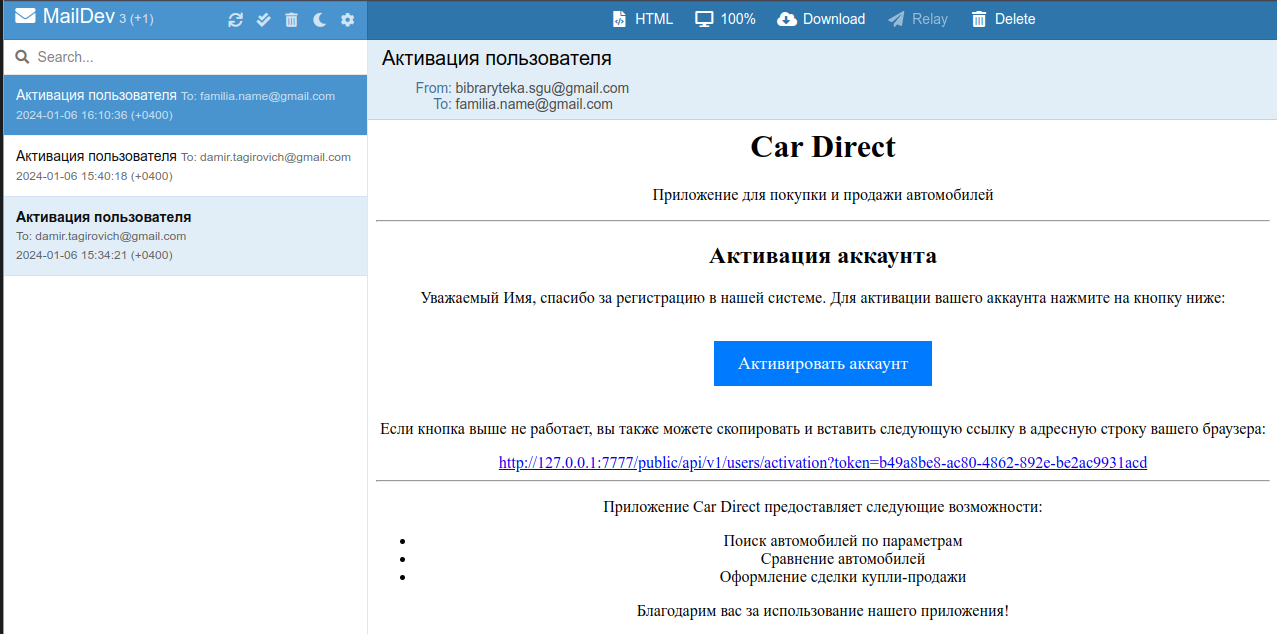 MailDev 3 (+1)
HTML 100% Download Relay Delete
Search...
Активация пользователя To: familia.name@gmail.com
2024-01-06 16:10:36 (+0400)
Активация пользователя To: damir.tagirovich@gmail.com
2024-01-06 15:40:18 (+0400)
Активация пользователя
To: damir.tagirovich@gmail.com
2024-01-06 15:34:21 (+0400)
Активация пользователя
From: bibraryteka.sgu@gmail.com
To: familia.name@gmail.com
Car Direct
Приложение для покупки и продажи автомобилей
Активация аккаунта
Уважаемый Имя, спасибо за регистрацию в нашей системе. Для активации вашего аккаунта нажмите на кнопку ниже:
Активировать аккаунт
Если кнопка выше не работает, вы также можете скопировать и вставить следующую ссылку в адресную строку вашего браузера:
http://127.0.0.1:7777/public/api/v1/users/activation?token=b49a8be8-ac80-4862-892e-be2ac9931acd
Приложение Car Direct предоставляет следующие возможности:
• Поиск автомобилей по параметрам
• Сравнение автомобилей
• Оформление сделки купли-продажи
Благодарим вас за использование нашего приложения!